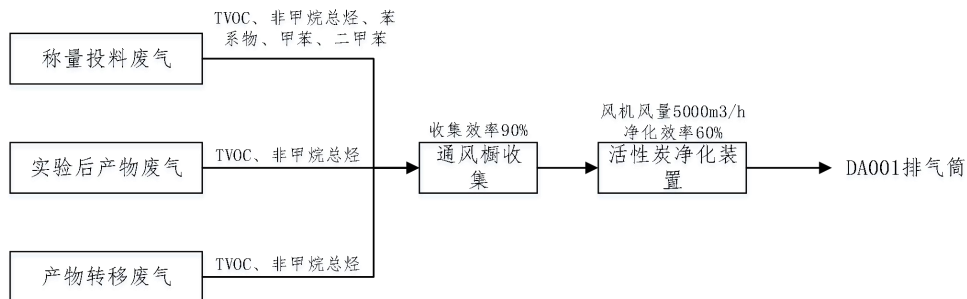 TVOC、非甲烷总烃、苯
系物、甲苯、二甲苯
称量投料废气
风机风量5000m3/h
收集效率90%
净化效率60%
实验后产物废气
TVOC、非甲烷总烃
通风橱收
集
活性炭净化装
置
DA001排气筒
产物转移废气
TVOC、非甲烷总烃